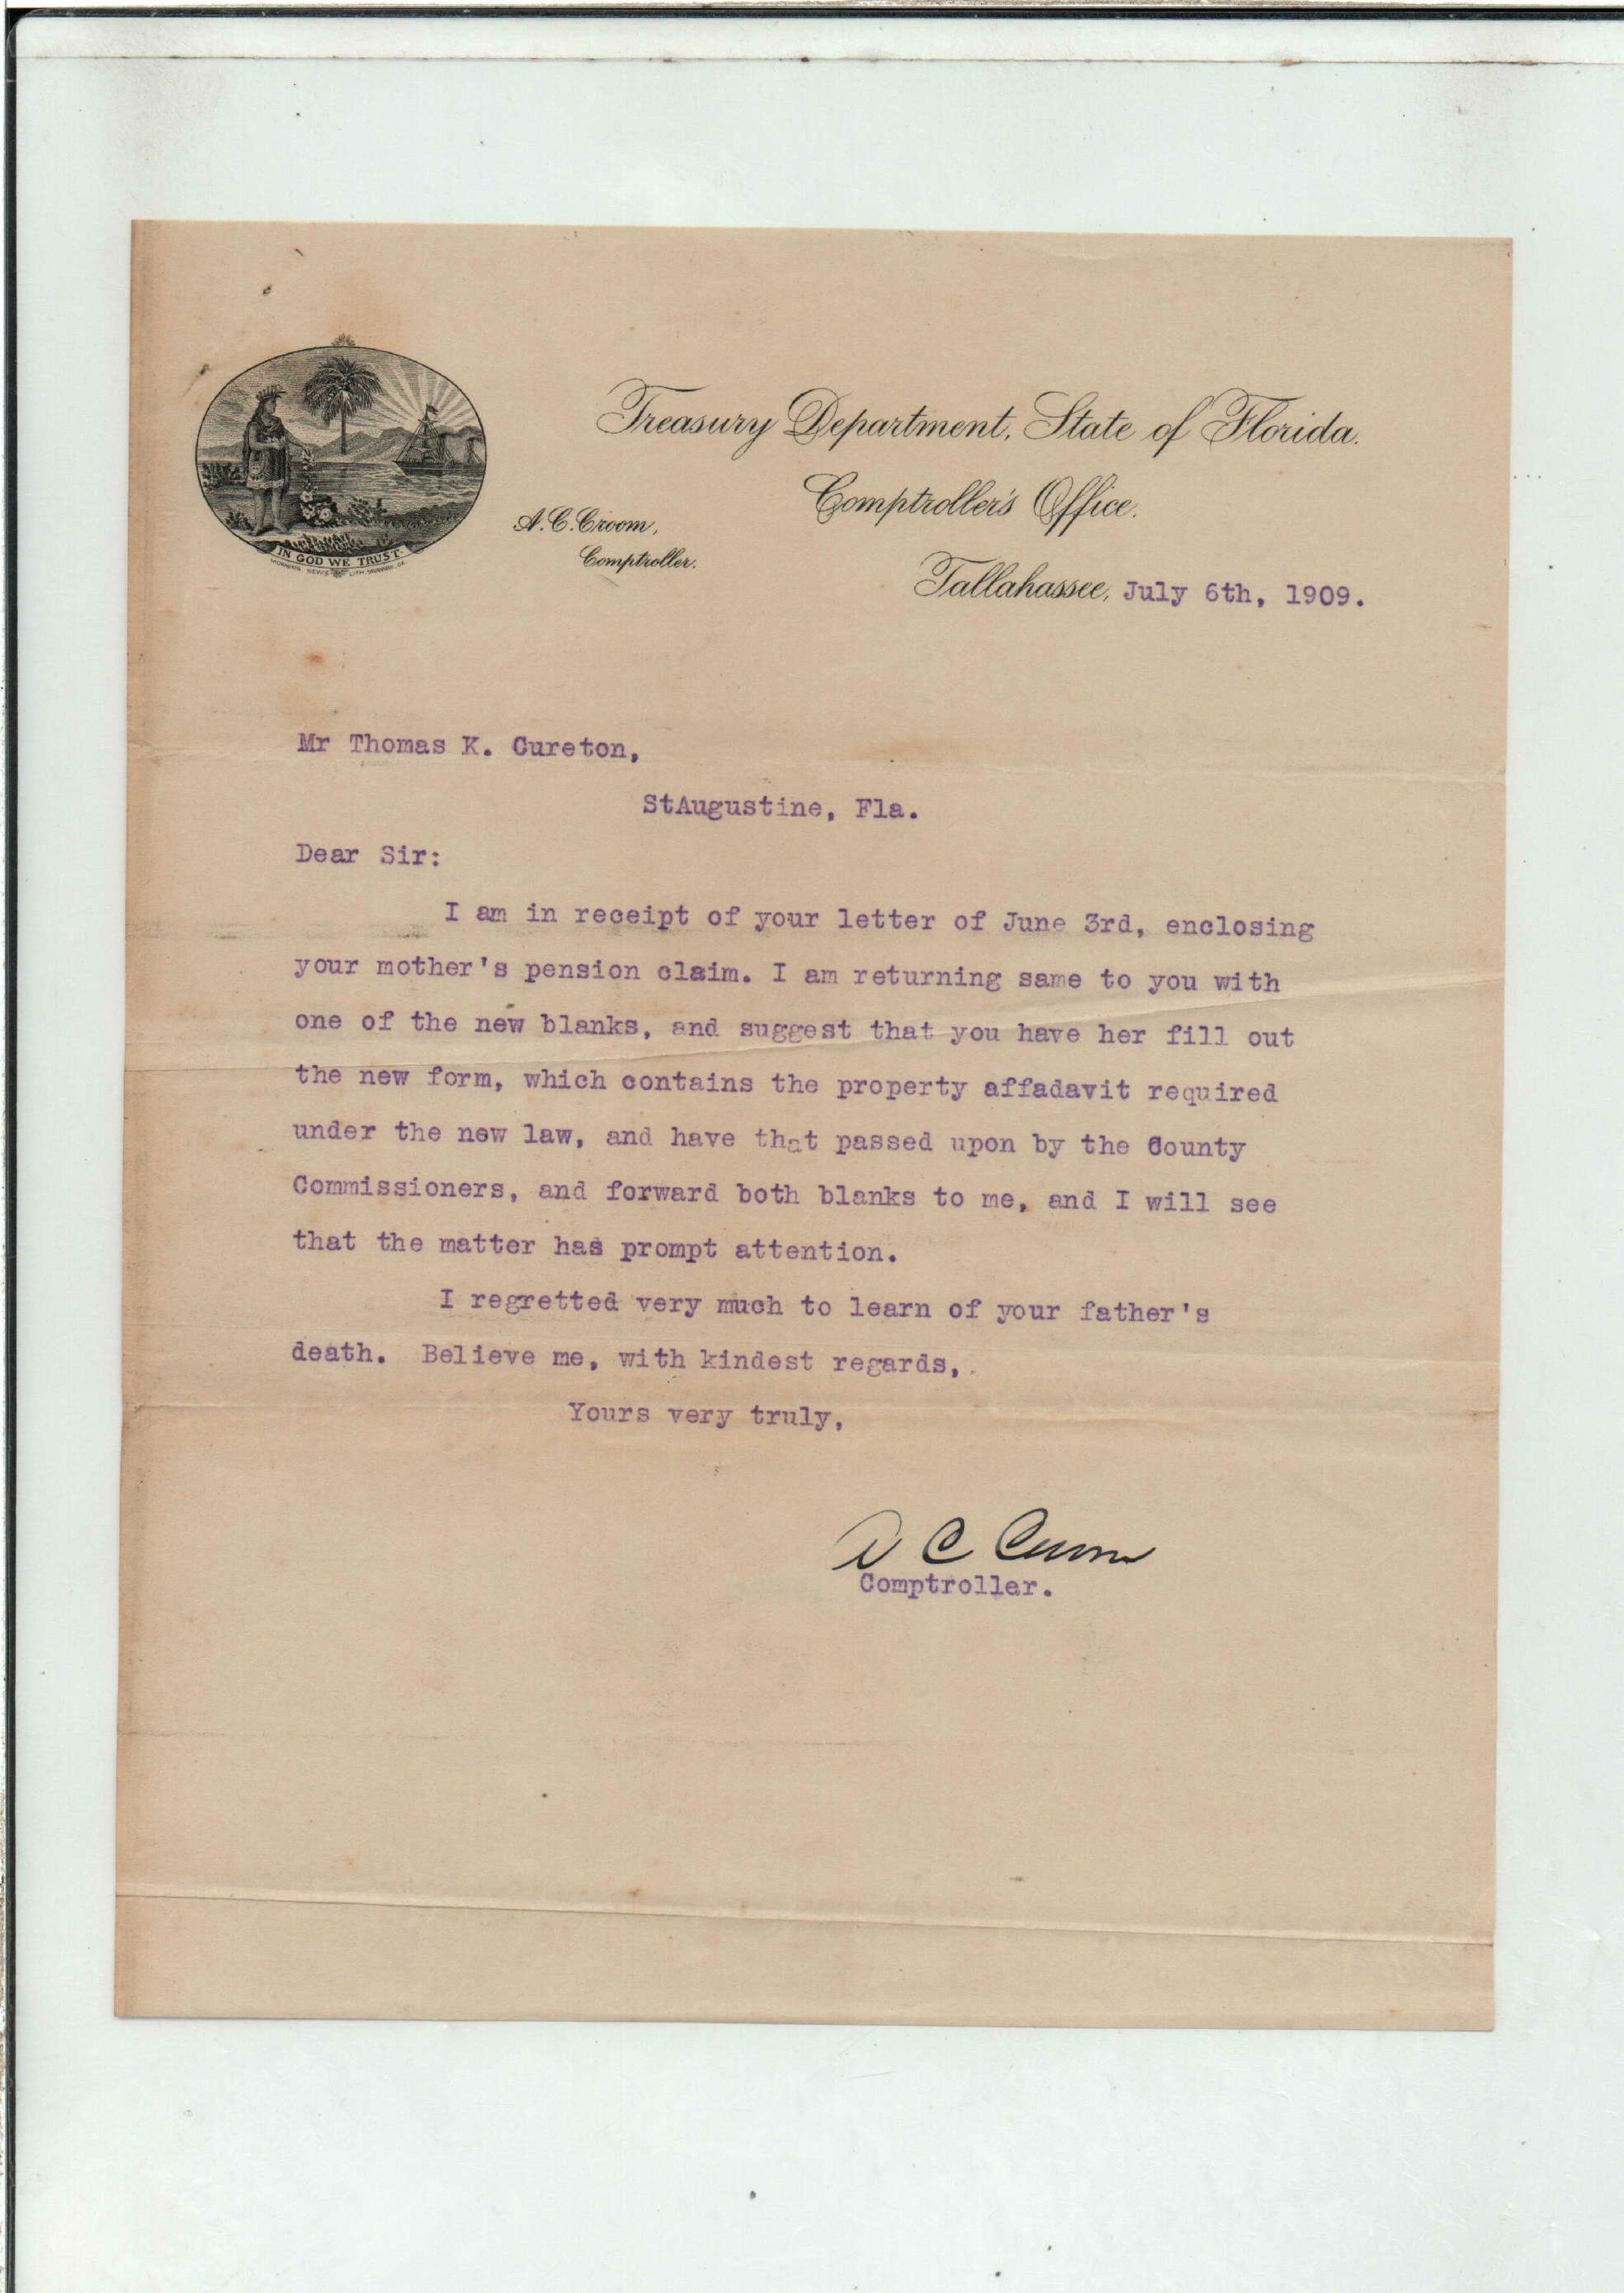 Treasury Department, State of Florida.
Comptroller's Office.
A. C. Croom,
Comptroller.
IN GOD WE TRUST
Tallahassee, July 6th, 1909.
Mr Thomas K. Cureton,
StAugustine, Fla.
Dear Sir:
I am in receipt of your letter of June 3rd, enclosing
your mother's pension claim. I am returning same to you with
one of the new blanks, and suggest that you have her fill out
the new form, which contains the property affadavit required
under the new law, and have that passed upon by the County
Commissioners, and forward both blanks to me, and I will see
that the matter has prompt attention.
I regretted very much to learn of your father's
death. Believe me, with kindest regards,
Yours very truly,
A C Croom
Comptroller.